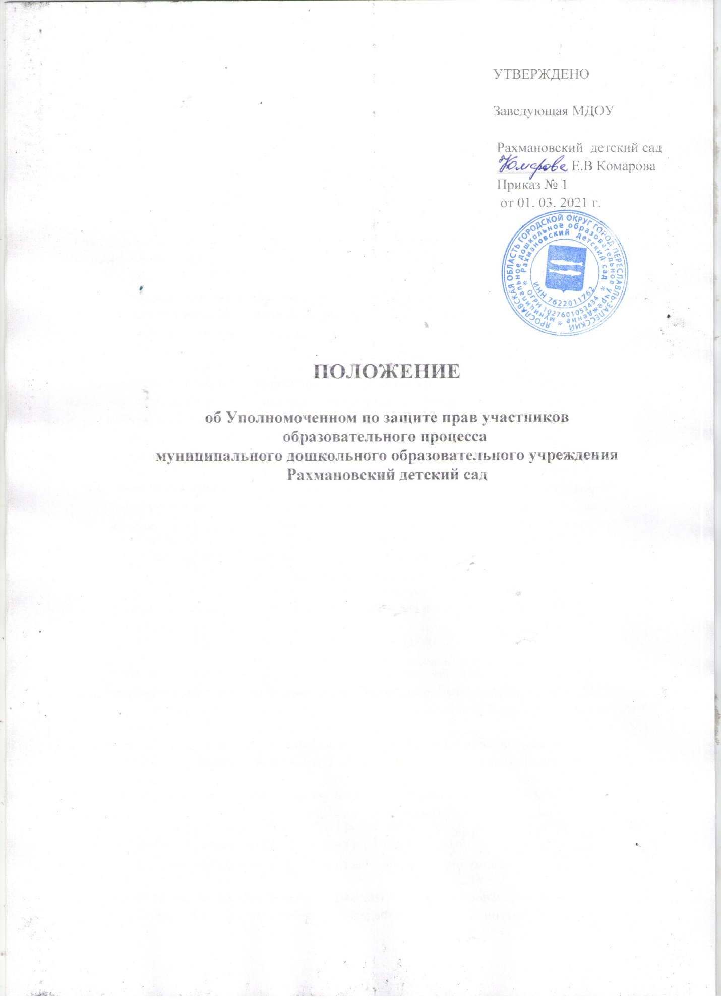 УТВЕРЖДЕНО
Заведующая МДОУ
Рахмановский детский сад
Комарова Е.В Комарова
Приказ № 1
от 01. 03. 2021 г.
ЯРОСЛАВСКАЯ ОБЛАСТЬ ГОРОДСКОЙ ОКРУГ ГОРОД ПЕРЕСЛАВЛЬ-ЗАЛЕССКИЙ
* муниципальное дошкольное образовательное учреждение
* Рахмановский детский сад *
ИНН 7622011762
ОГРН 1027601052434
ПОЛОЖЕНИЕ
об Уполномоченном по защите прав участников
образовательного процесса
муниципального дошкольного образовательного учреждения
Рахмановский детский сад